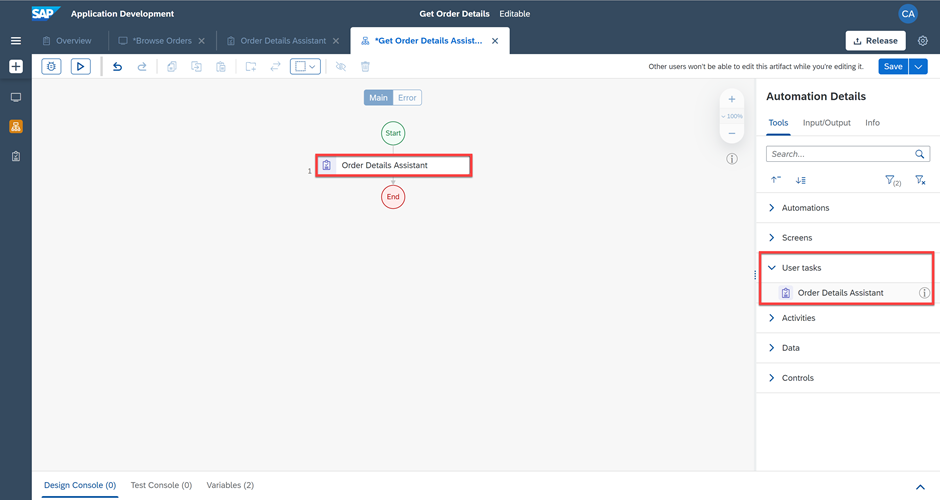 SAP Application Development Get Order Details Editable CA
Overview *Browse Orders Order Details Assistant *Get Order Details Assist... Release
Other users won't be able to edit this artifact while you're editing it. Save
Main Error
Start
1 Order Details Assistant
End
100%
Automation Details
Tools Input/Output Info
Search...
(2)
Automations
Screens
User tasks
Order Details Assistant
Activities
Data
Controls
Design Console (0) Test Console (0) Variables (2)